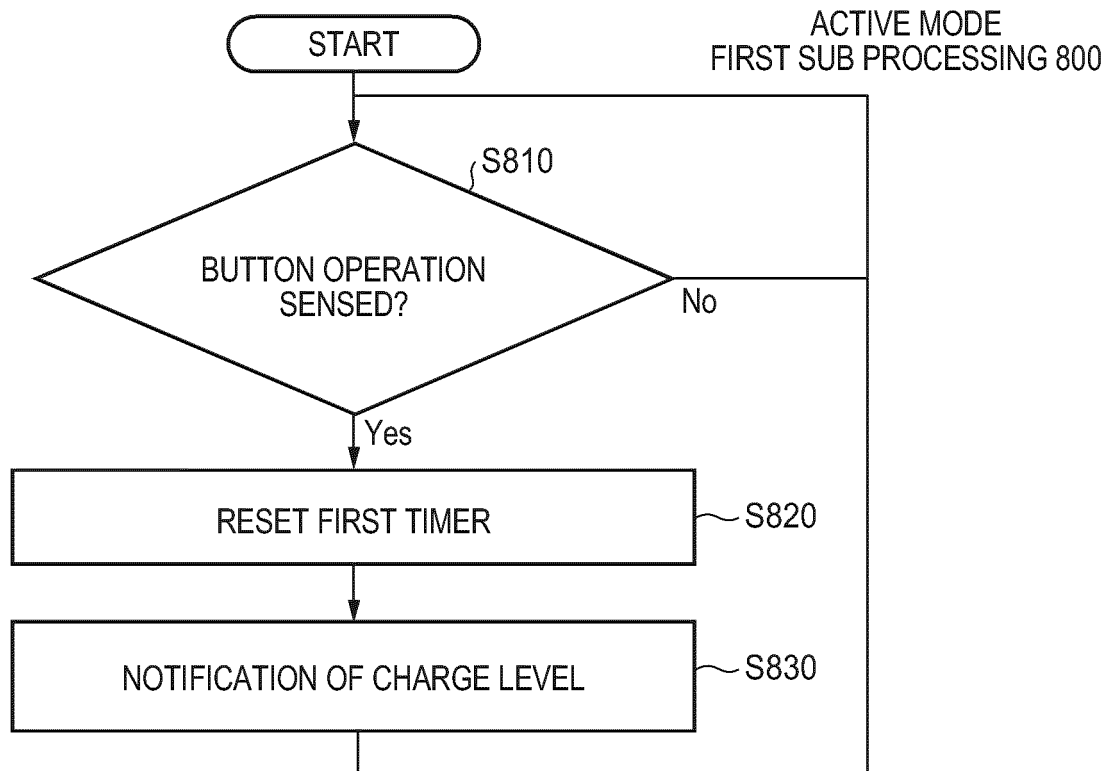 START
ACTIVE MODE
FIRST SUB PROCESSING 800
S810
BUTTON OPERATION
SENSED?
No
Yes
RESET FIRST TIMER
S820
NOTIFICATION OF CHARGE LEVEL
S830